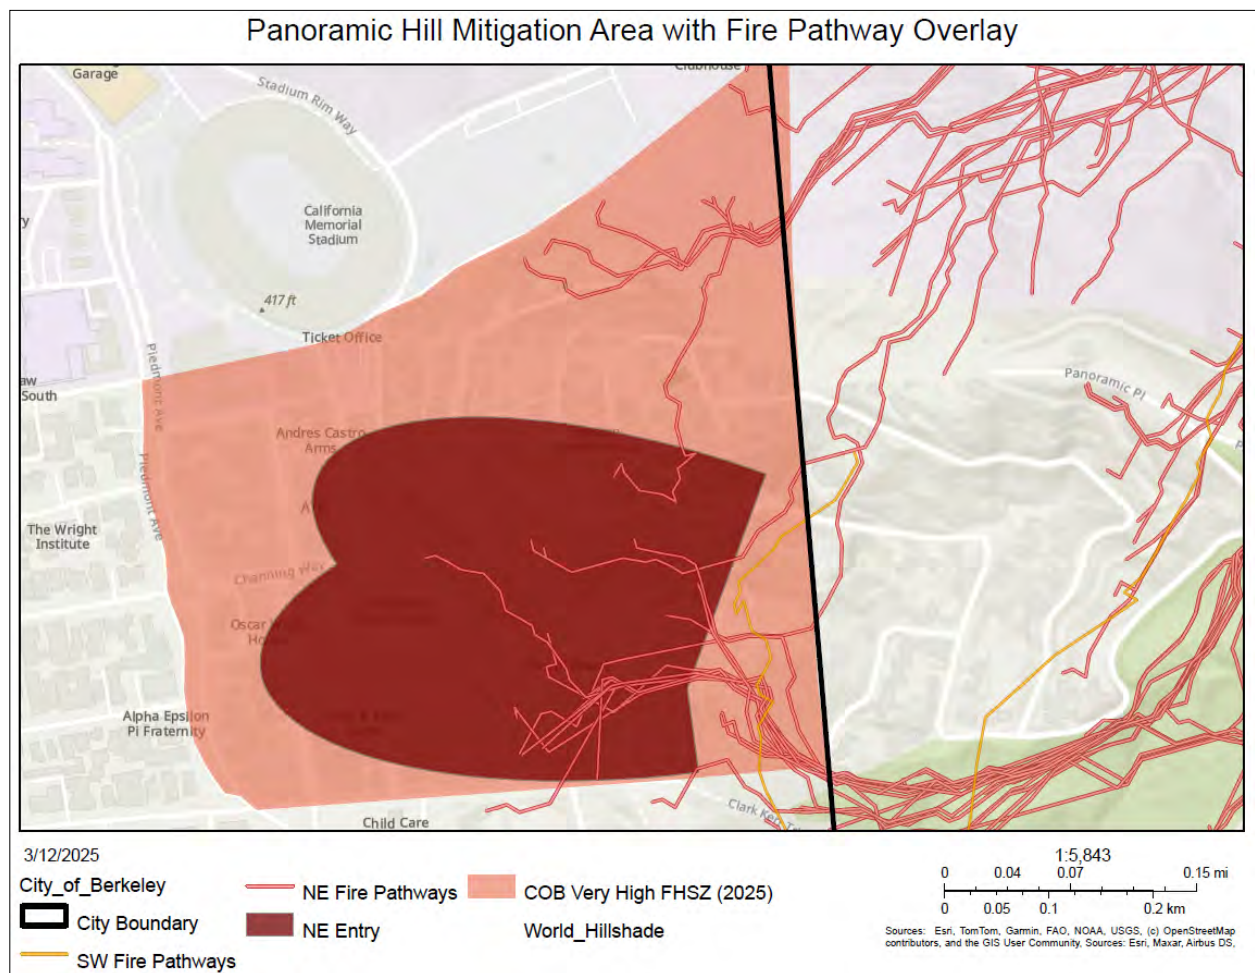 Panoramic Hill Mitigation Area with Fire Pathway Overlay
Garage
Clubhouse
Stadium Rim Way
California
Memorial
Stadium
417 ft
Ticket Office
Piedmont Ave
South
Panoramic Pl
Andres Castro
Arms
Piedmont Ave
The Wright
Institute
Channing Way
Oscar
Alpha Epsilon
Pi Fraternity
Child Care
3/12/2025
City_of_Berkeley
City Boundary
SW Fire Pathways
NE Fire Pathways
NE Entry
COB Very High FHSZ (2025)
World_Hillshade
1:5,843
0 0.04 0.07 0.15 mi
0 0.05 0.1 0.2 km
Sources: Esri, TomTom, Garmin, FAO, NOAA, USGS, (c) OpenStreetMap
contributors, and the GIS User Community, Sources: Esri, Maxar, Airbus DS,